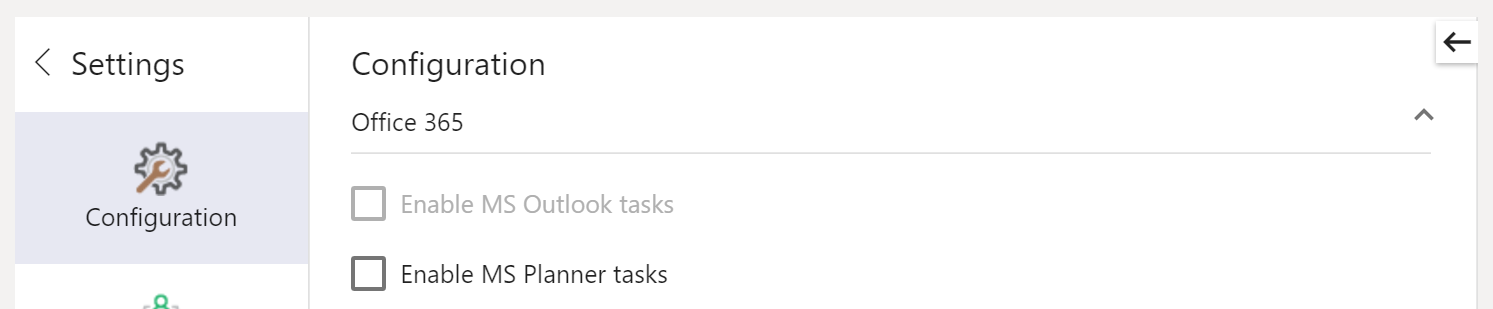 Settings
Configuration
Configuration
Office 365
Enable MS Outlook tasks
Enable MS Planner tasks